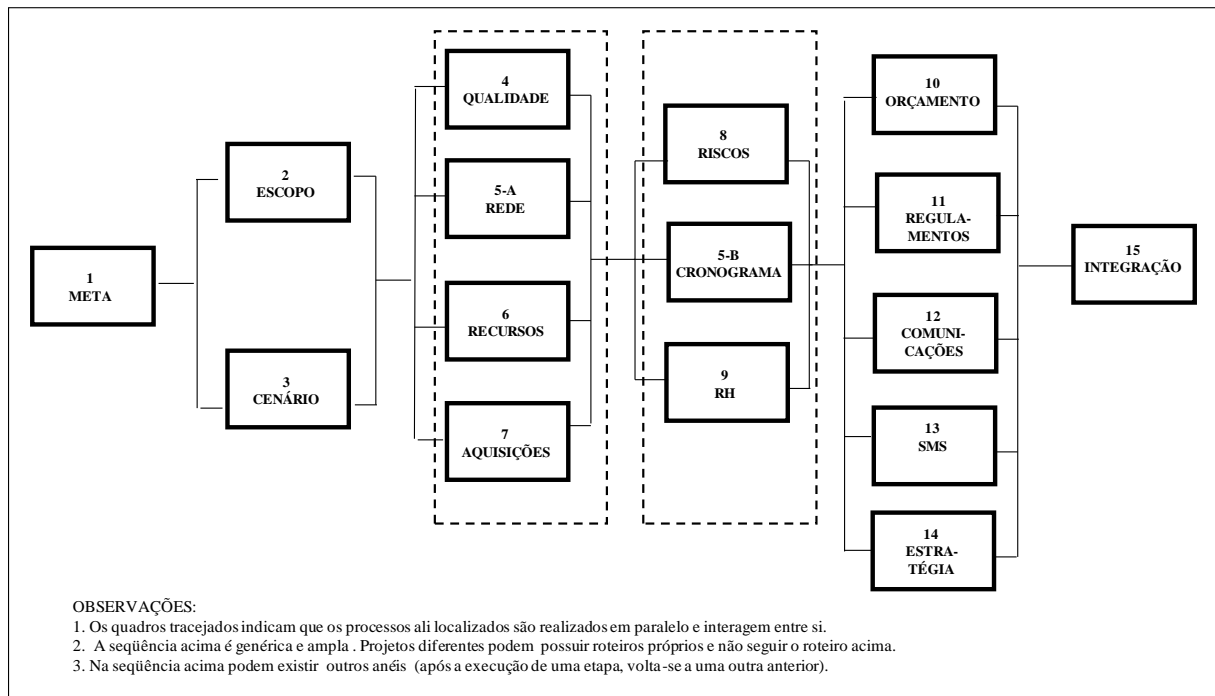 1
META
2
ESCOPO
3
CENÁRIO
4
QUALIDADE
5-A
REDE
6
RECURSOS
7
AQUISIÇÕES
8
RISCOS
5-B
CRONOGRAMA
9
RH
10
ORÇAMENTO
11
REGULA-
MENTOS
12
COMUNI-
CAÇÕES
13
SMS
14
ESTRA-
TÉGIA
15
INTEGRAÇÃO
OBSERVAÇÕES:
1. Os quadros tracejados indicam que os processos ali localizados são realizados em paralelo e interagem entre si.
2. A seqüência acima é genérica e ampla . Projetos diferentes podem possuir roteiros próprios e não seguir o roteiro acima.
3. Na seqüência acima podem existir outros anéis (após a execução de uma etapa, volta-se a uma outra anterior).